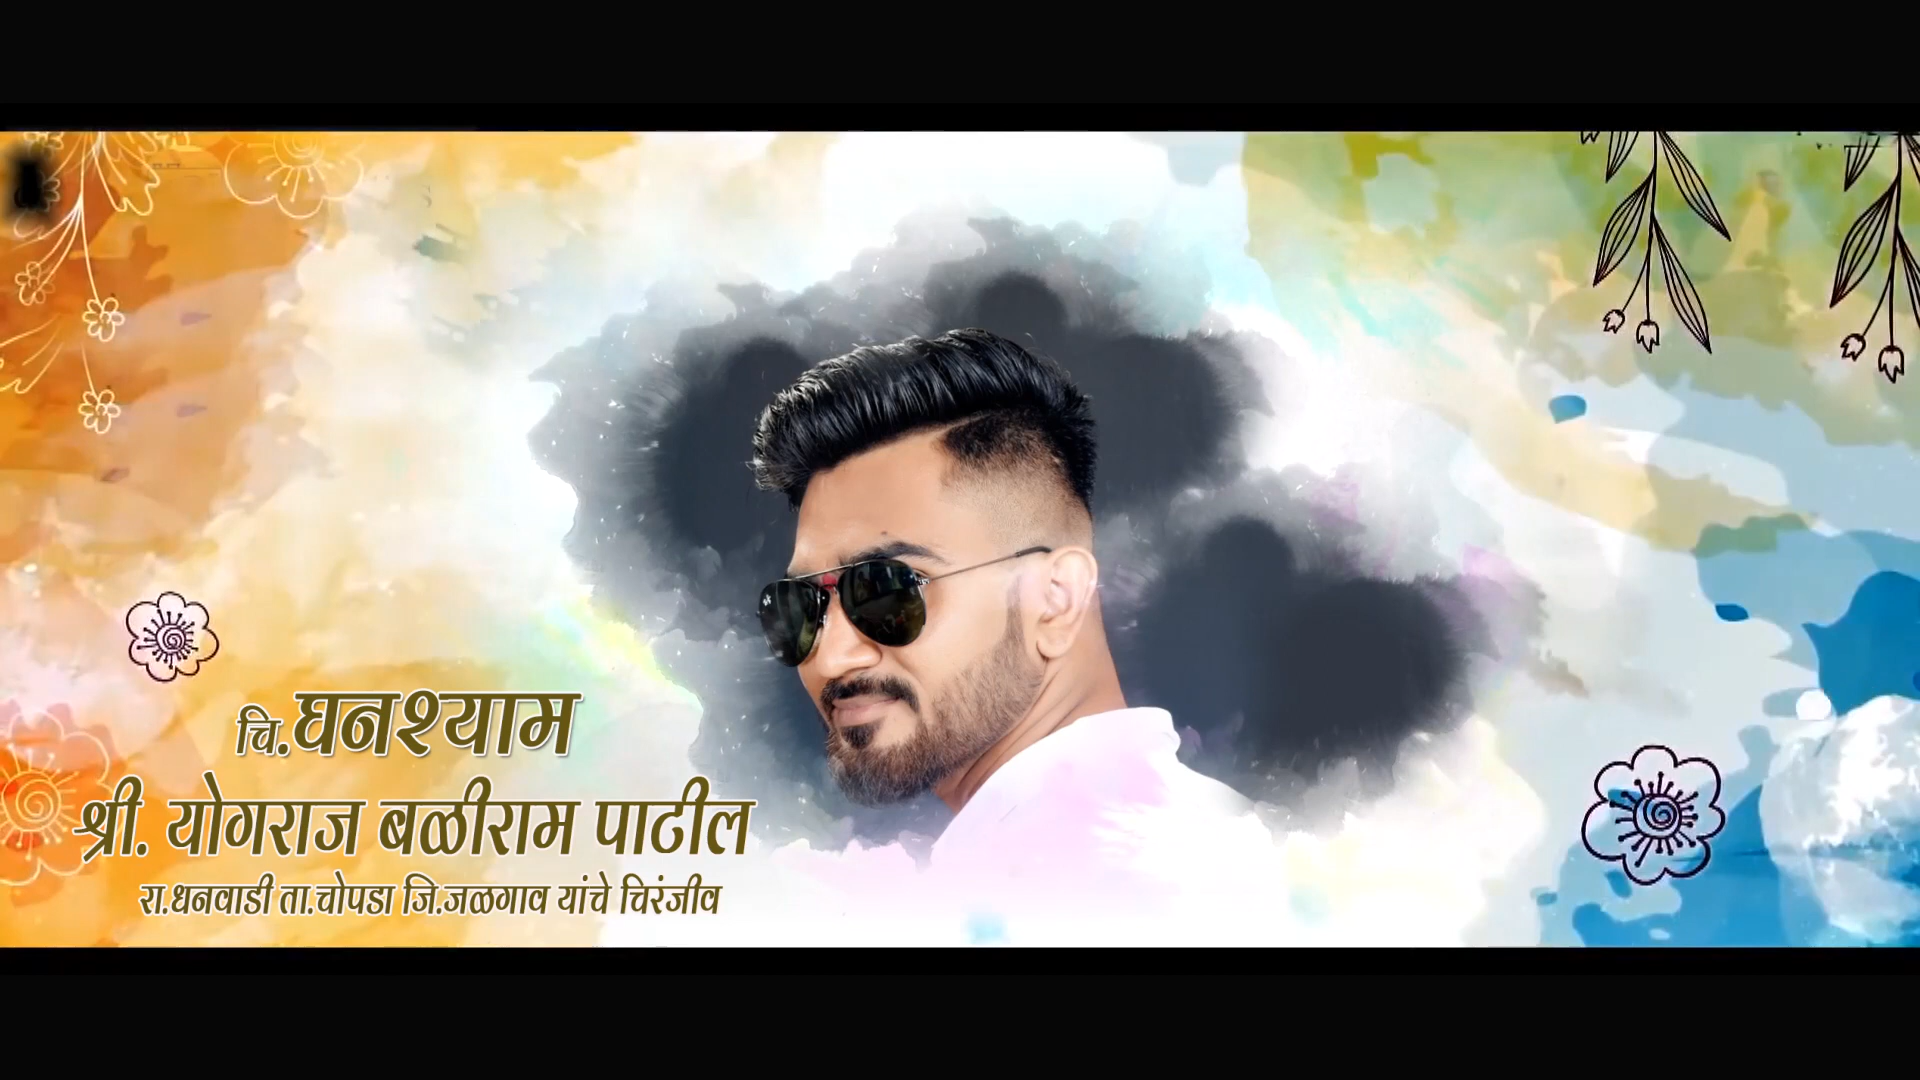 चि.घनश्याम
श्री. योगराज बळीराम पाटील
रा.धनवाडी ता.चोपडा जि.जळगाव यांचे चिरंजीव